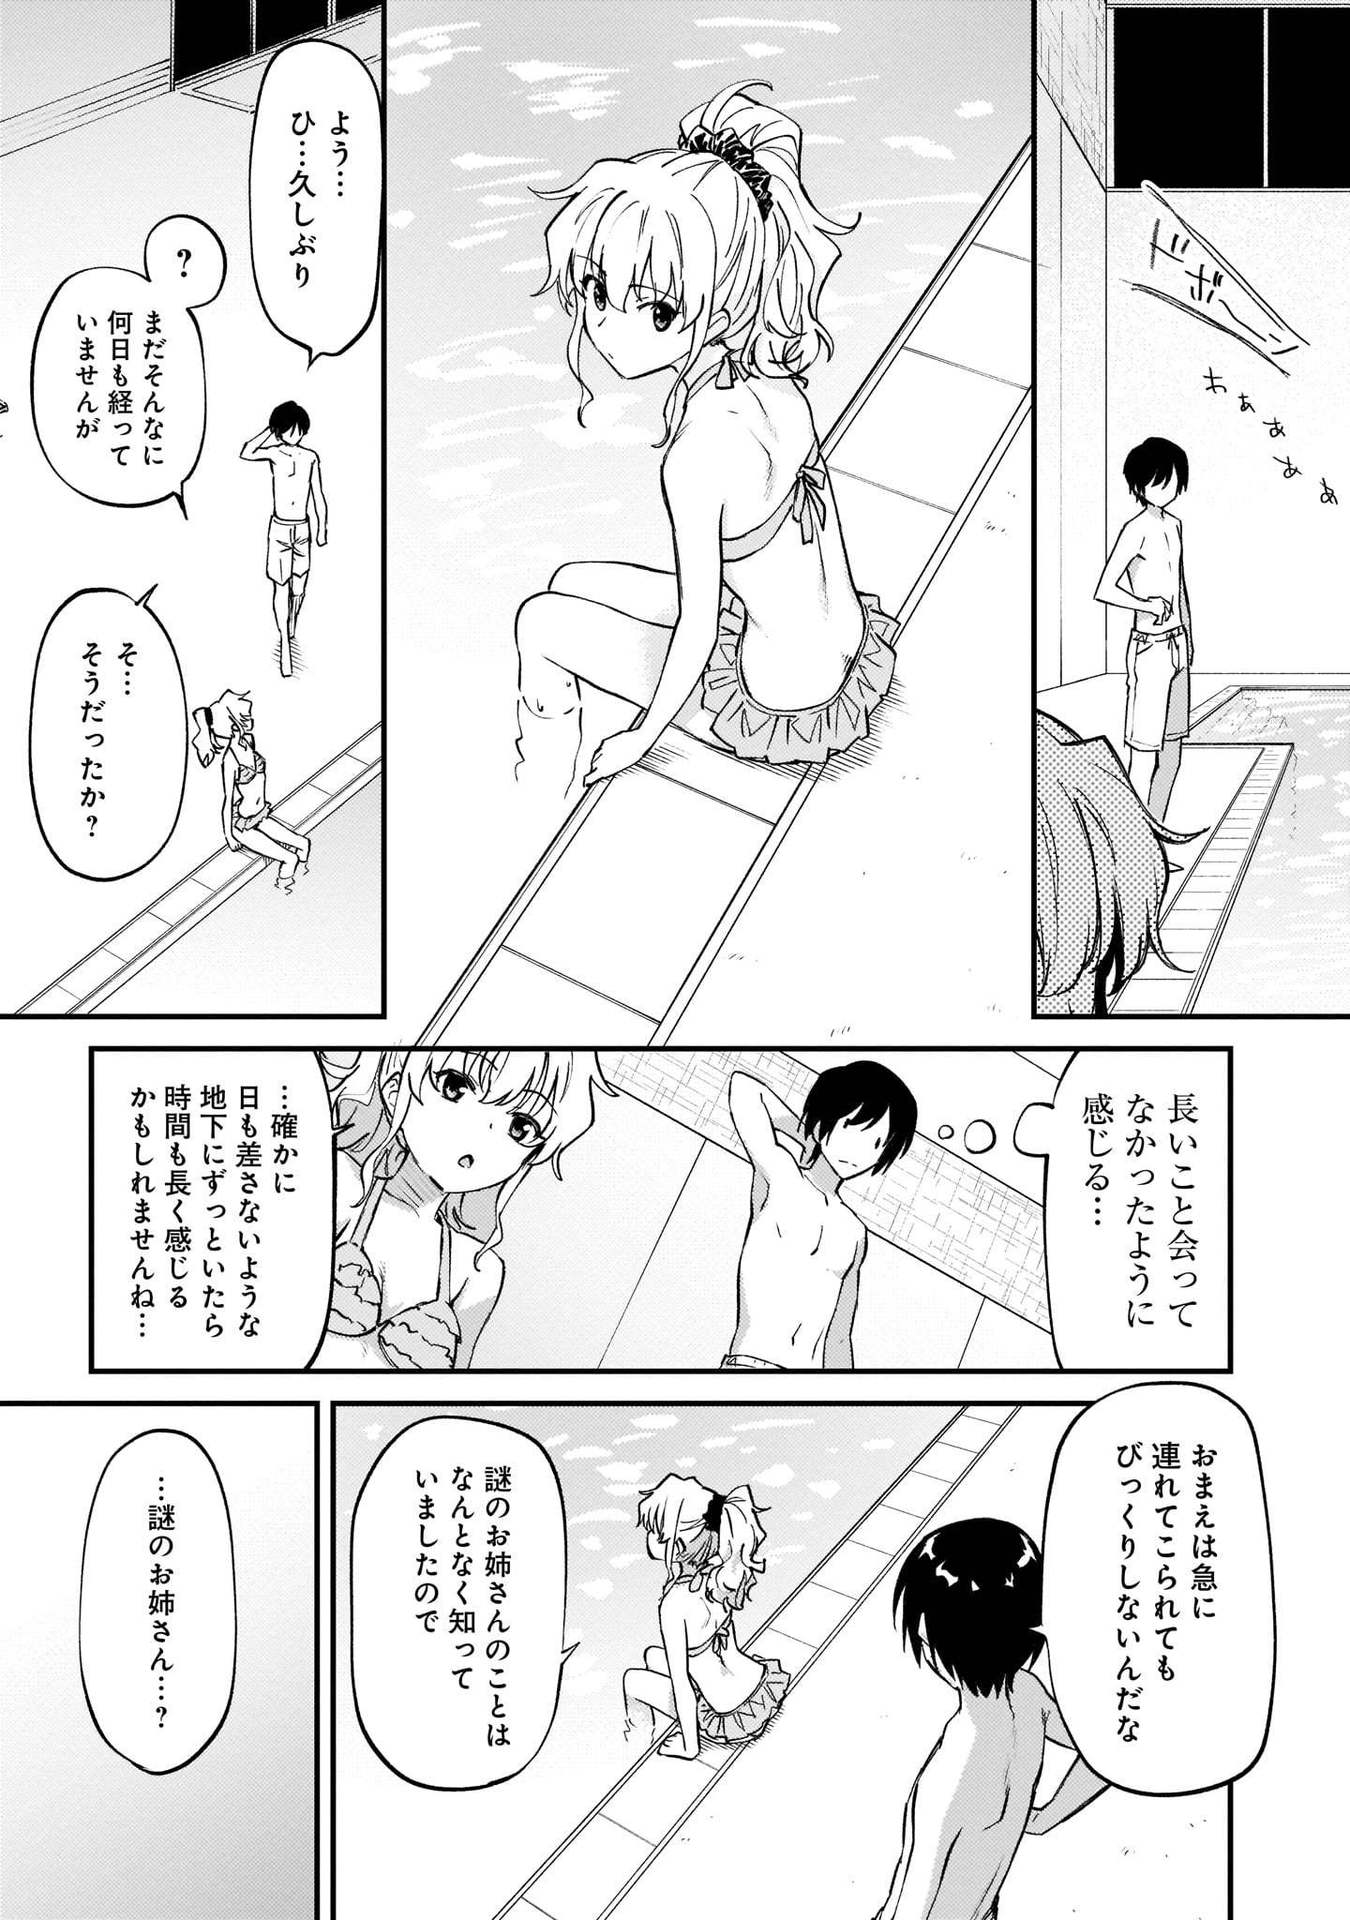 ドボーン
わぁぁぁぁぁ
よう…
ひ…久しぶり
?
まだそんなに
何日も経って
いませんが
そ…
そうだったか?
長いこと会って
なかったように
感じる…
…確かに
日も差さないような
地下にずっといたら
時間も長く感じる
かもしれませんね…
おまえは急に
連れてこられても
びっくりしないんだな
謎のお姉さんのことは
なんとなく知って
いましたので
…謎のお姉さん…?